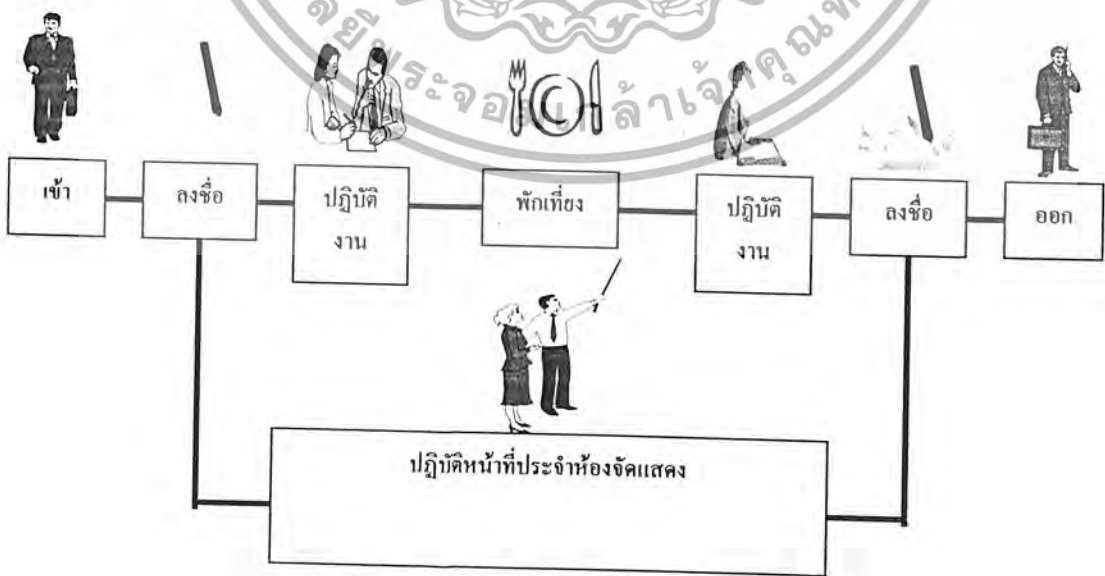 เข้า
ลงชื่อ
ปฏิบัติ
งาน
พักเที่ยง
ปฏิบัติ
งาน
ลงชื่อ
ออก
ปฏิบัติหน้าที่ประจำห้องจัดแสดง